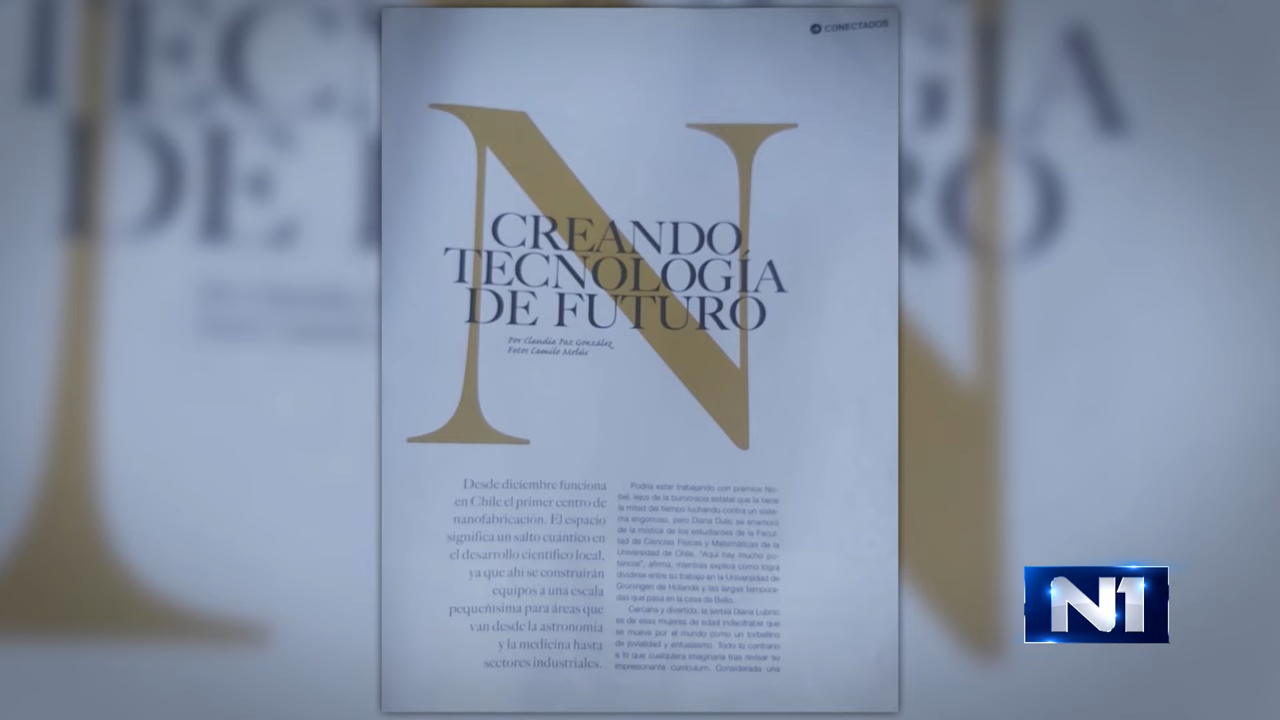 CONECTADOS
N
CREANDO
TECNOLOGÍA
DE FUTURO
Por Claudia Paz González
Fotos Camilo Melús
Desde diciembre funciona
en Chile el primer centro de
nanofabricación. El espacio
significa un salto cuántico en
el desarrollo científico local,
ya que ahí se construirán
equipos a una escala
pequeñísima para áreas que
van desde la astronomía
y la medicina hasta
sectores industriales.
Podría estar trabajando con premios No-
bel, lejos de la burocracia estatal que la tiene
la mitad del tiempo luchando contra un siste-
ma engorroso, pero Diana Dulic se enamoró
de la mística de los estudiantes de la Facul-
tad de Ciencias Físicas y Matemáticas de la
Universidad de Chile. "Aquí hay mucho po-
tencial", afirma, mientras explica cómo logra
dividirse entre su trabajo en la Universidad de
Groningen de Holanda y las largas tempora-
das que pasa en la casa de Bello.
Cercana y divertida, la serbia Diana
es de esas mujeres de edad indescifrable que
se mueve por el mundo como un torbellino
de jovialidad y entusiasmo. Todo lo contrario
a lo que cualquiera imaginaría tras revisar su
impresionante currículum. Considerada una
N1